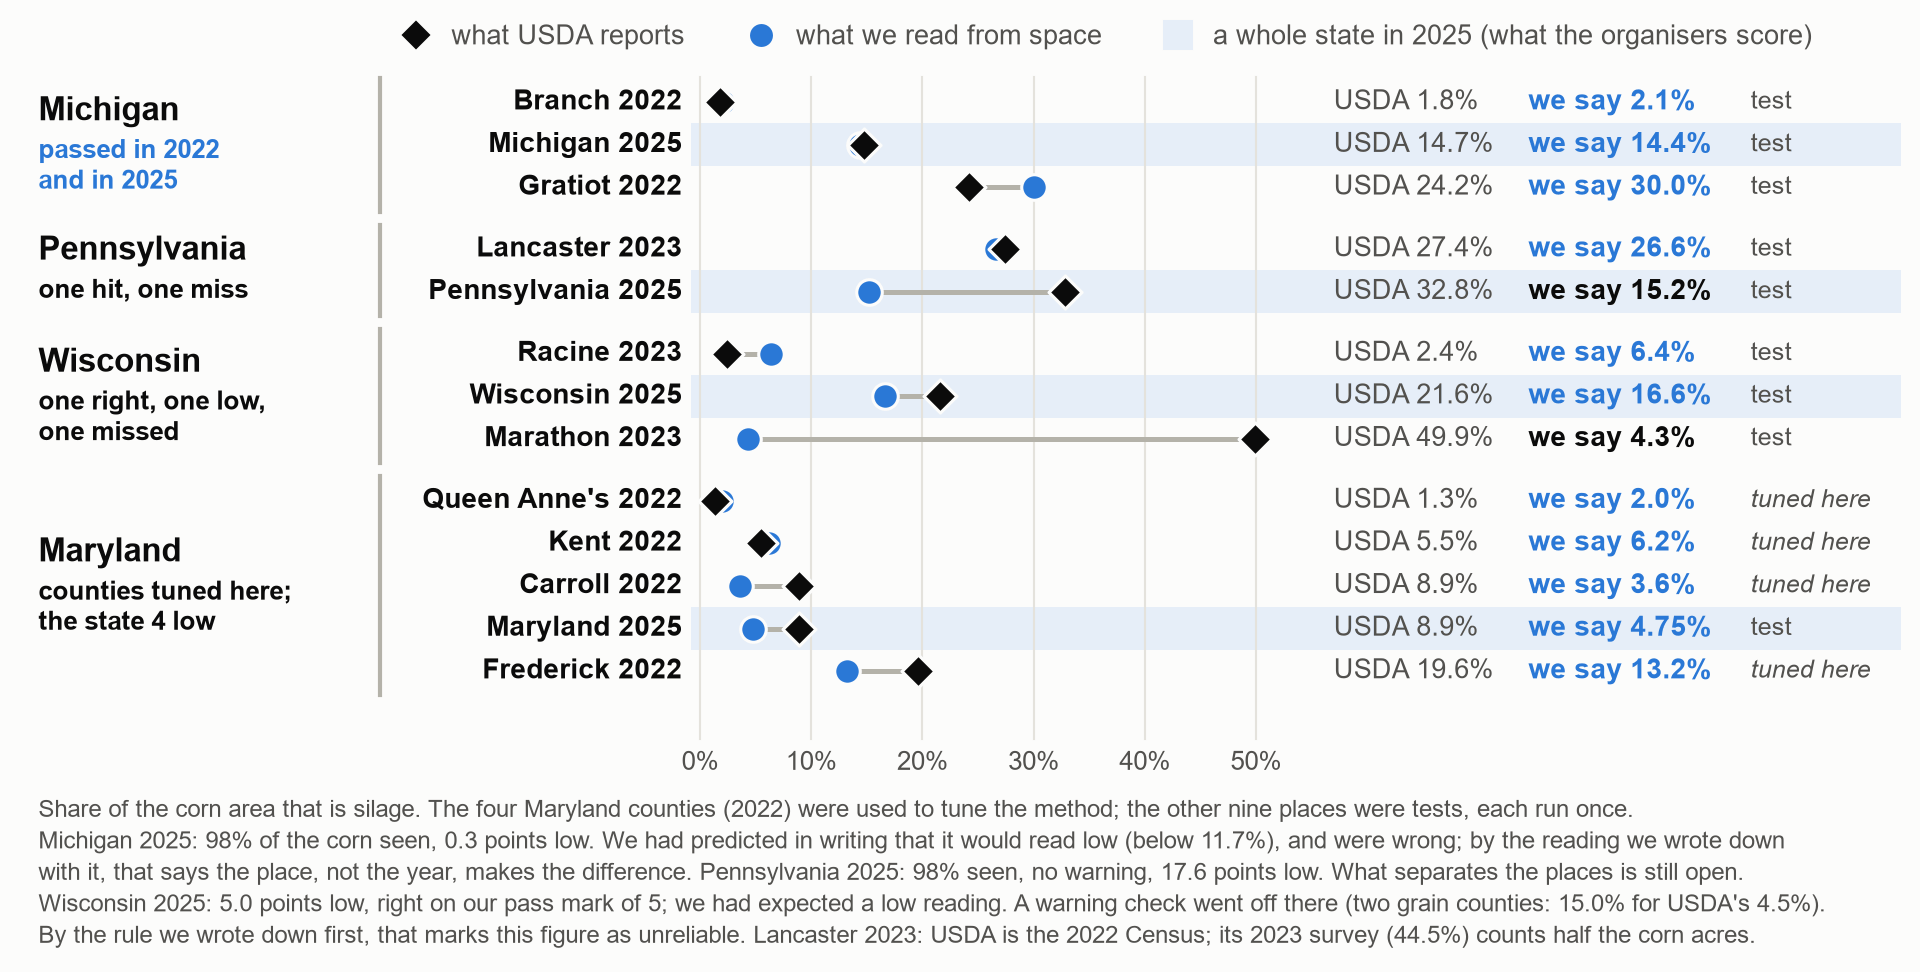 what USDA reports what we read from space a whole state in 2025 (what the organisers score)
Michigan
passed in 2022
and in 2025
Branch 2022 USDA 1.8% we say 2.1% test
Michigan 2025 USDA 14.7% we say 14.4% test
Gratiot 2022 USDA 24.2% we say 30.0% test
Pennsylvania
one hit, one miss
Lancaster 2023 USDA 27.4% we say 26.6% test
Pennsylvania 2025 USDA 32.8% we say 15.2% test
Wisconsin
one right, one low,
one missed
Racine 2023 USDA 2.4% we say 6.4% test
Wisconsin 2025 USDA 21.6% we say 16.6% test
Marathon 2023 USDA 49.9% we say 4.3% test
Maryland
counties tuned here;
the state 4 low
Queen Anne's 2022 USDA 1.3% we say 2.0% tuned here
Kent 2022 USDA 5.5% we say 6.2% tuned here
Carroll 2022 USDA 8.9% we say 3.6% tuned here
Maryland 2025 USDA 8.9% we say 4.75% test
Frederick 2022 USDA 19.6% we say 13.2% tuned here
0% 10% 20% 30% 40% 50%
Share of the corn area that is silage. The four Maryland counties (2022) were used to tune the method; the other nine places were tests, each run once.
Michigan 2025: 98% of the corn seen, 0.3 points low. We had predicted in writing that it would read low (below 11.7%), and were wrong; by the reading we wrote down
with it, that says the place, not the year, makes the difference. Pennsylvania 2025: 98% seen, no warning, 17.6 points low. What separates the places is still open.
Wisconsin 2025: 5.0 points low, right on our pass mark of 5; we had expected a low reading. A warning check went off there (two grain counties: 15.0% for USDA's 4.5%).
By the rule we wrote down first, that marks this figure as unreliable. Lancaster 2023: USDA is the 2022 Census; its 2023 survey (44.5%) counts half the corn acres.